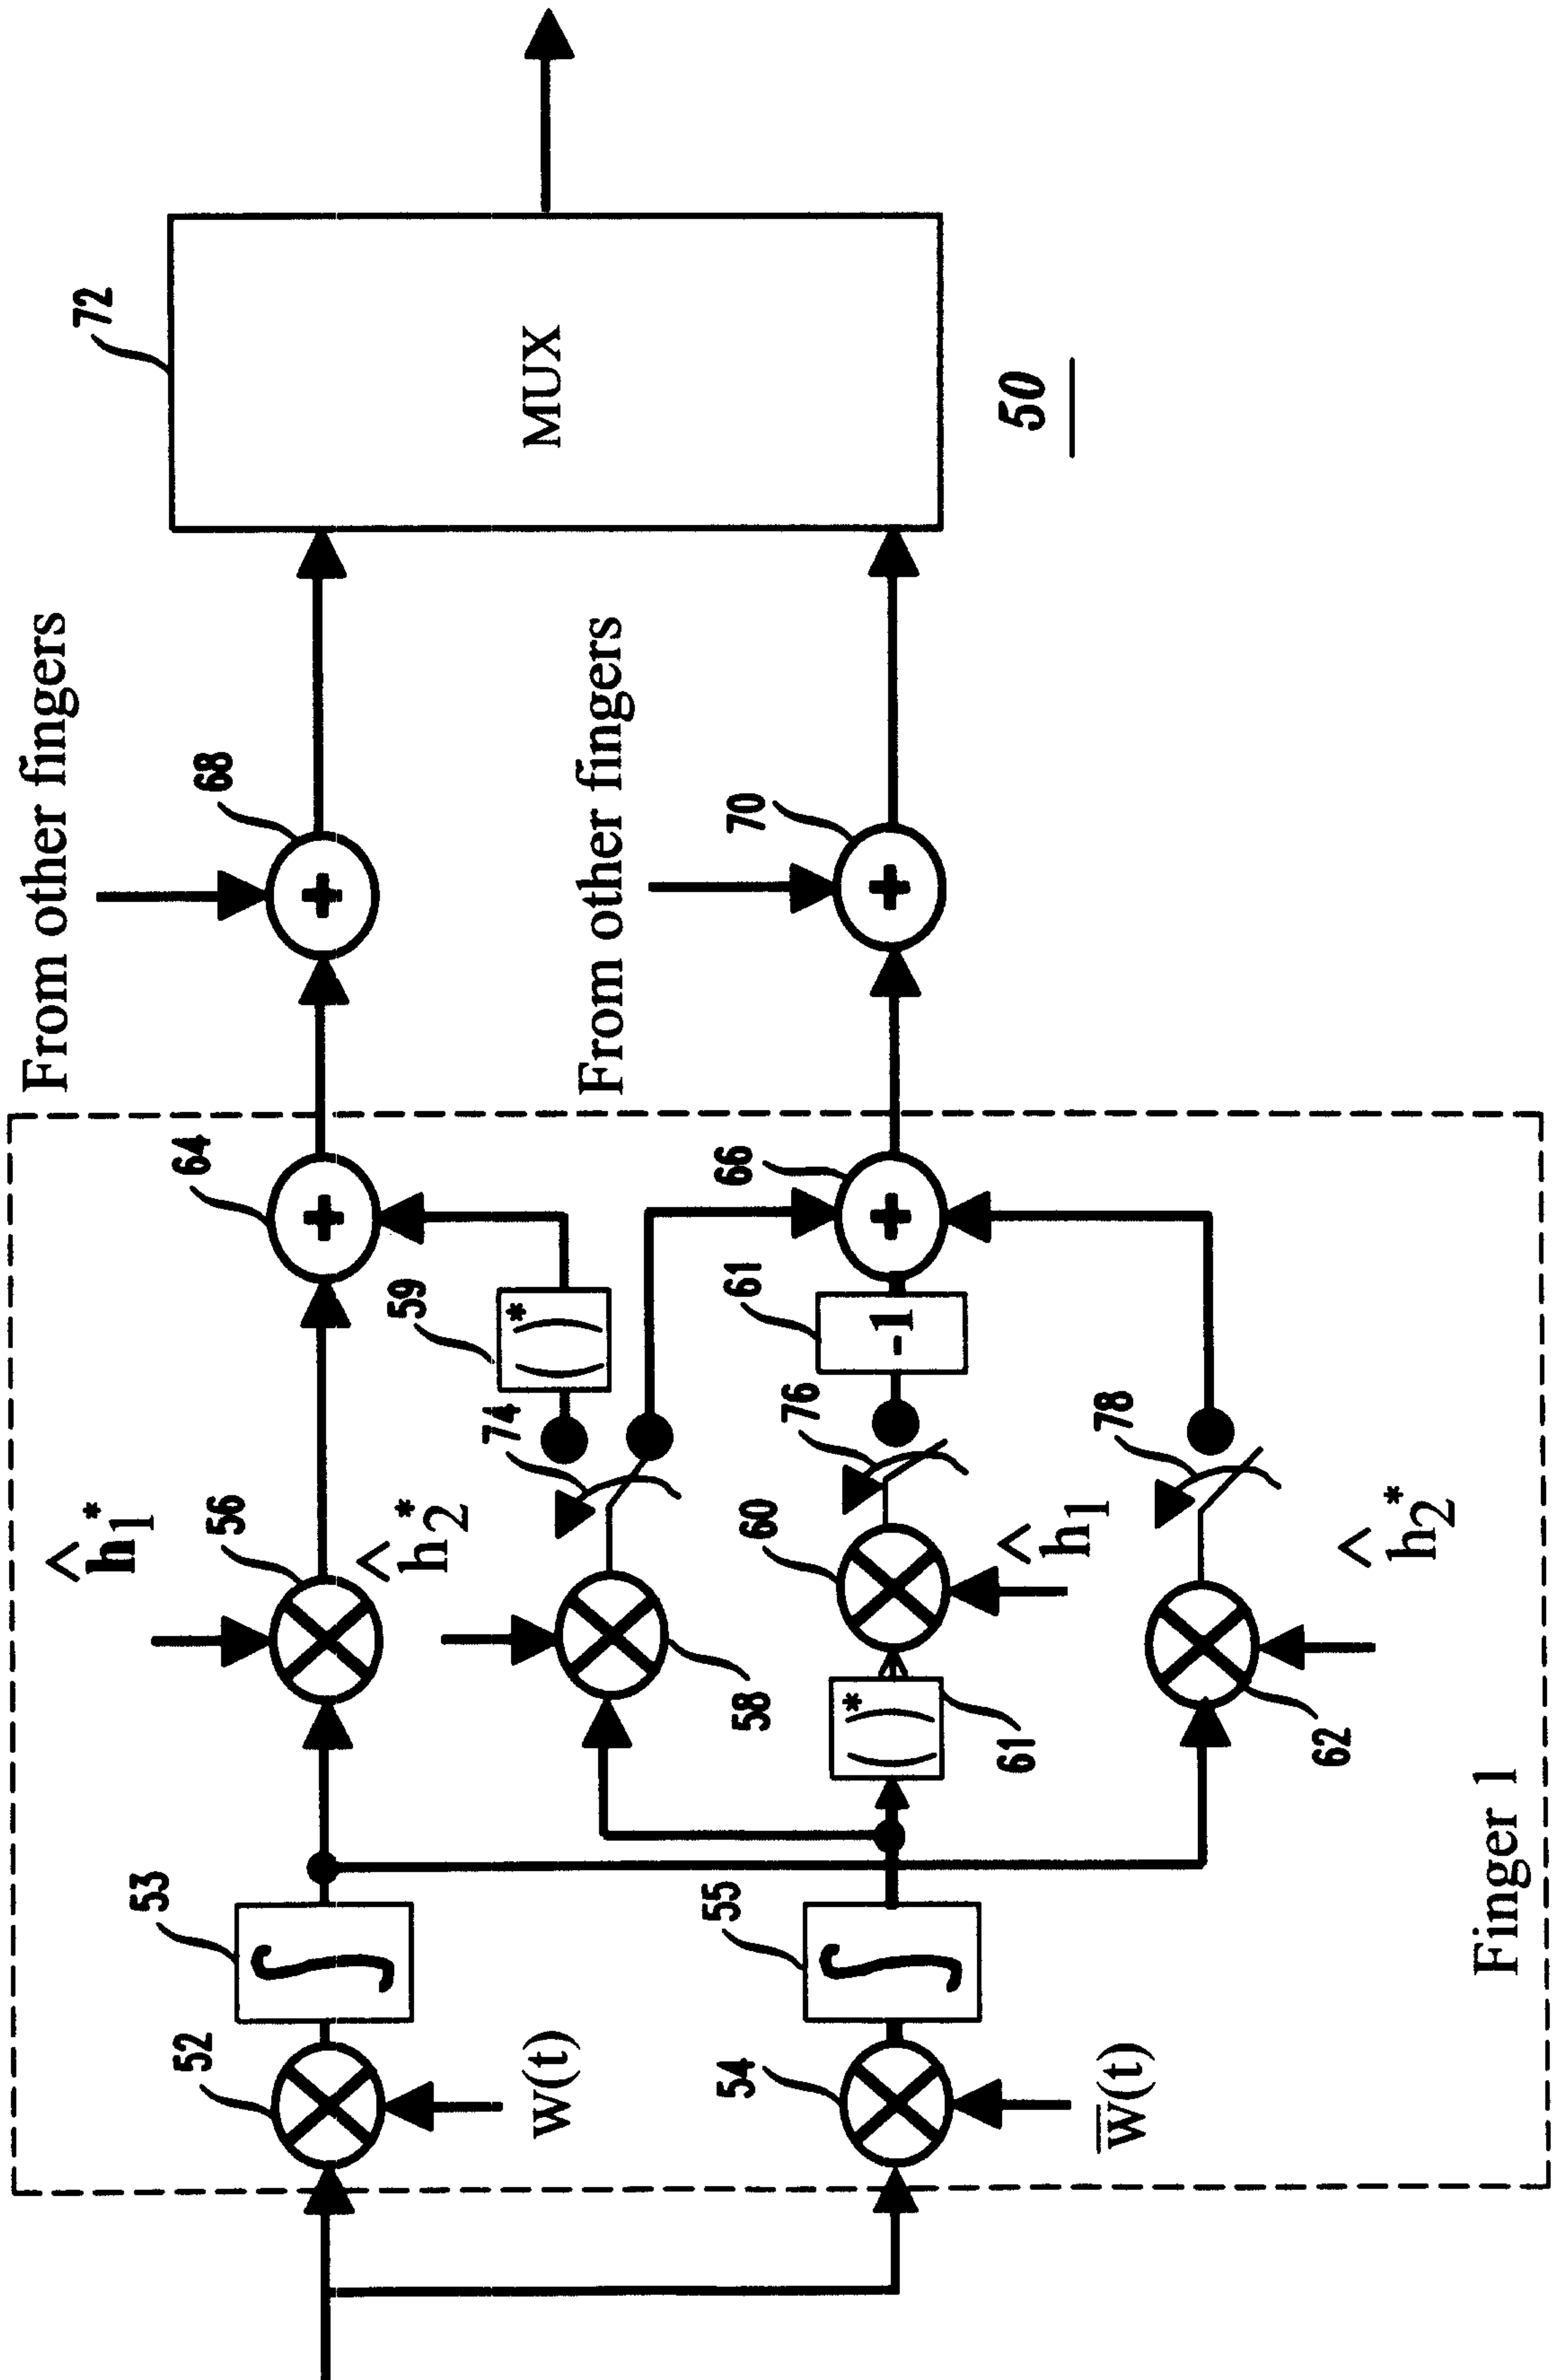 From other fingers
From other fingers
72
68
70
MUX
50
64
59
66
61
-1
( )*
ĥ₁*
56
ĥ₂*
74
76
78
58
60
ĥ₁
( )*
61
62
ĥ₂*
53
∫
55
∫
52
w(t)
54
w̅(t)
+
+
+
+
Finger 1